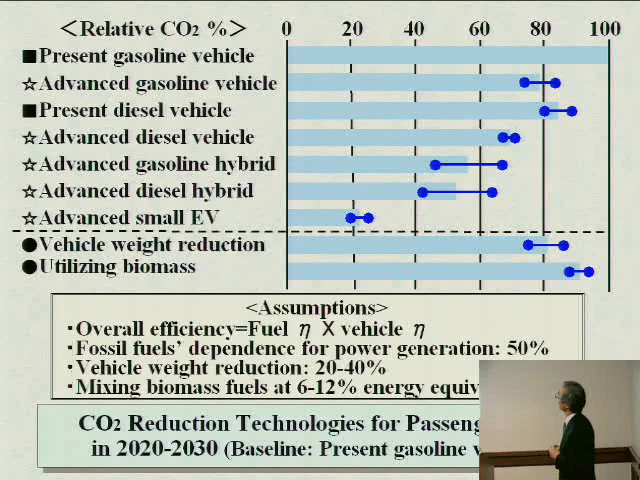 ＜Relative CO₂ %＞ 0 20 40 60 80 100
■Present gasoline vehicle
☆Advanced gasoline vehicle
■Present diesel vehicle
☆Advanced diesel vehicle
☆Advanced gasoline hybrid
☆Advanced diesel hybrid
☆Advanced small EV
●Vehicle weight reduction
●Utilizing biomass
<Assumptions>
・Overall efficiency=Fuel η X vehicle η
・Fossil fuels' dependence for power generation: 50%
・Vehicle weight reduction: 20-40%
・Mixing biomass fuels at 6-12% energy equiv
CO₂ Reduction Technologies for Passeng
in 2020-2030 (Baseline: Present gasoline v